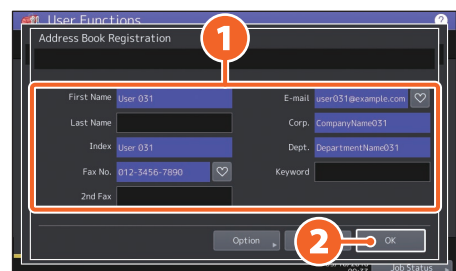 User Functions
?
Address Book Registration
1
First Name User 031
E-mail user031@example.com
Last Name
Corp. CompanyName031
Index User 031
Dept. DepartmentName031
Fax No. 012-3456-7890
Keyword
2nd Fax
Option
2
OK
Job Status